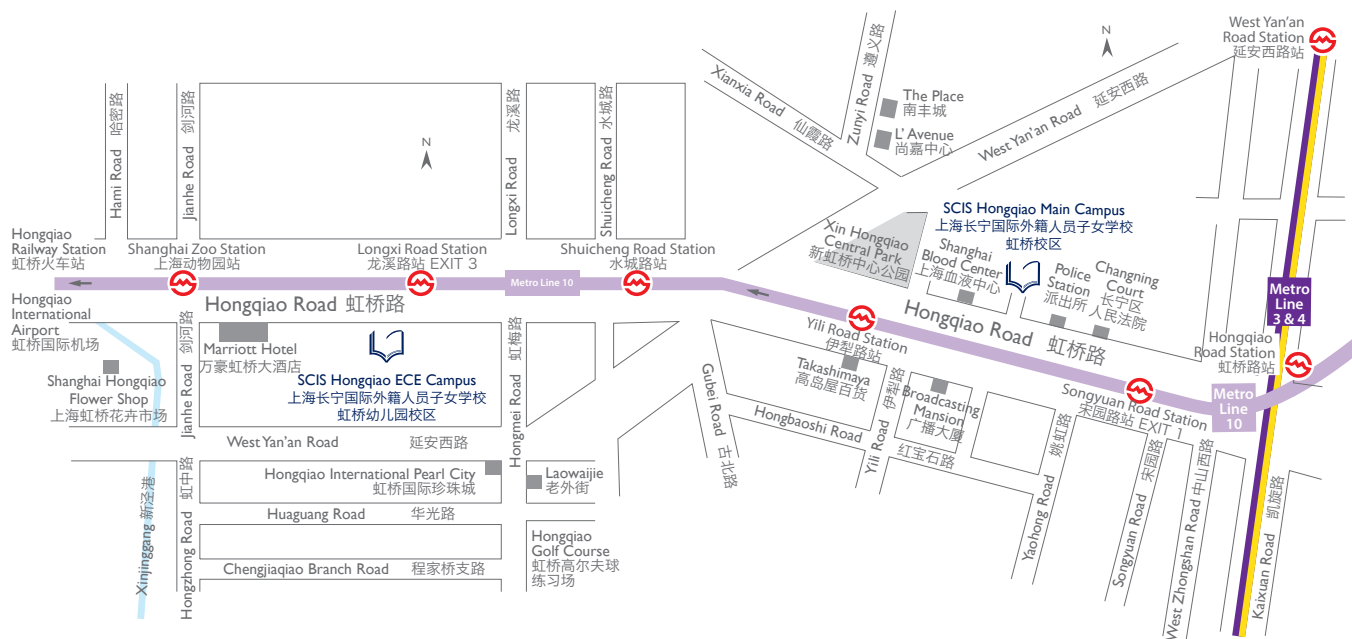 West Yan'an
Road Station
延安西路站
N
Zunyi Road 遵义路
Xianxia Road 仙霞路
The Place
南丰城
L' Avenue
尚嘉中心
West Yan'an Road 延安西路
Hami Road 哈密路
Jianhe Road 剑河路
N
Longxi Road 龙溪路
Shuicheng Road 水城路
SCIS Hongqiao Main Campus
上海长宁国际外籍人员子女学校
虹桥校区
Xin Hongqiao
Central Park
新虹桥中心公园
Shanghai
Blood Center
上海血液中心
Police
Station
派出所
Changning
Court
长宁区
人民法院
Metro
Line
3 & 4
Hongqiao
Railway Station
虹桥火车站
Shanghai Zoo Station
上海动物园站
Longxi Road Station
龙溪路站 EXIT 3
Shuicheng Road Station
水城路站
Metro Line 10
Hongqiao Road 虹桥路
Hongqiao Road 虹桥路
Hongqiao
International
Airport
虹桥国际机场
Jianhe Road 剑河路
Marriott Hotel
万豪虹桥大酒店
Hongmei Road 虹梅路
Shanghai Hongqiao
Flower Shop
上海虹桥花卉市场
SCIS Hongqiao ECE Campus
上海长宁国际外籍人员子女学校
虹桥幼儿园校区
Yili Road Station
伊犁路站
Hongqiao
Road Station
虹桥路站
Takashimaya
高岛屋百货
Yili Road 伊犁路
Broadcasting
Mansion
广播大厦
Songyuan Road Station
宋园路站 EXIT 1
Metro
Line
10
Gubei Road 古北路
Hongbaoshi Road 红宝石路
West Yan'an Road 延安西路
Hongqiao International Pearl City
虹桥国际珍珠城
Laowaijie
老外街
Huaguang Road 华光路
Hongqiao
Golf Course
虹桥高尔夫球
练习场
Chengjiaqiao Branch Road 程家桥支路
Xinjinggang 新泾港
Hongzhong Road 虹中路
Yaohong Road 姚虹路
Songyuan Road 宋园路
West Zhongshan Road 中山西路
Kaixuan Road 凯旋路